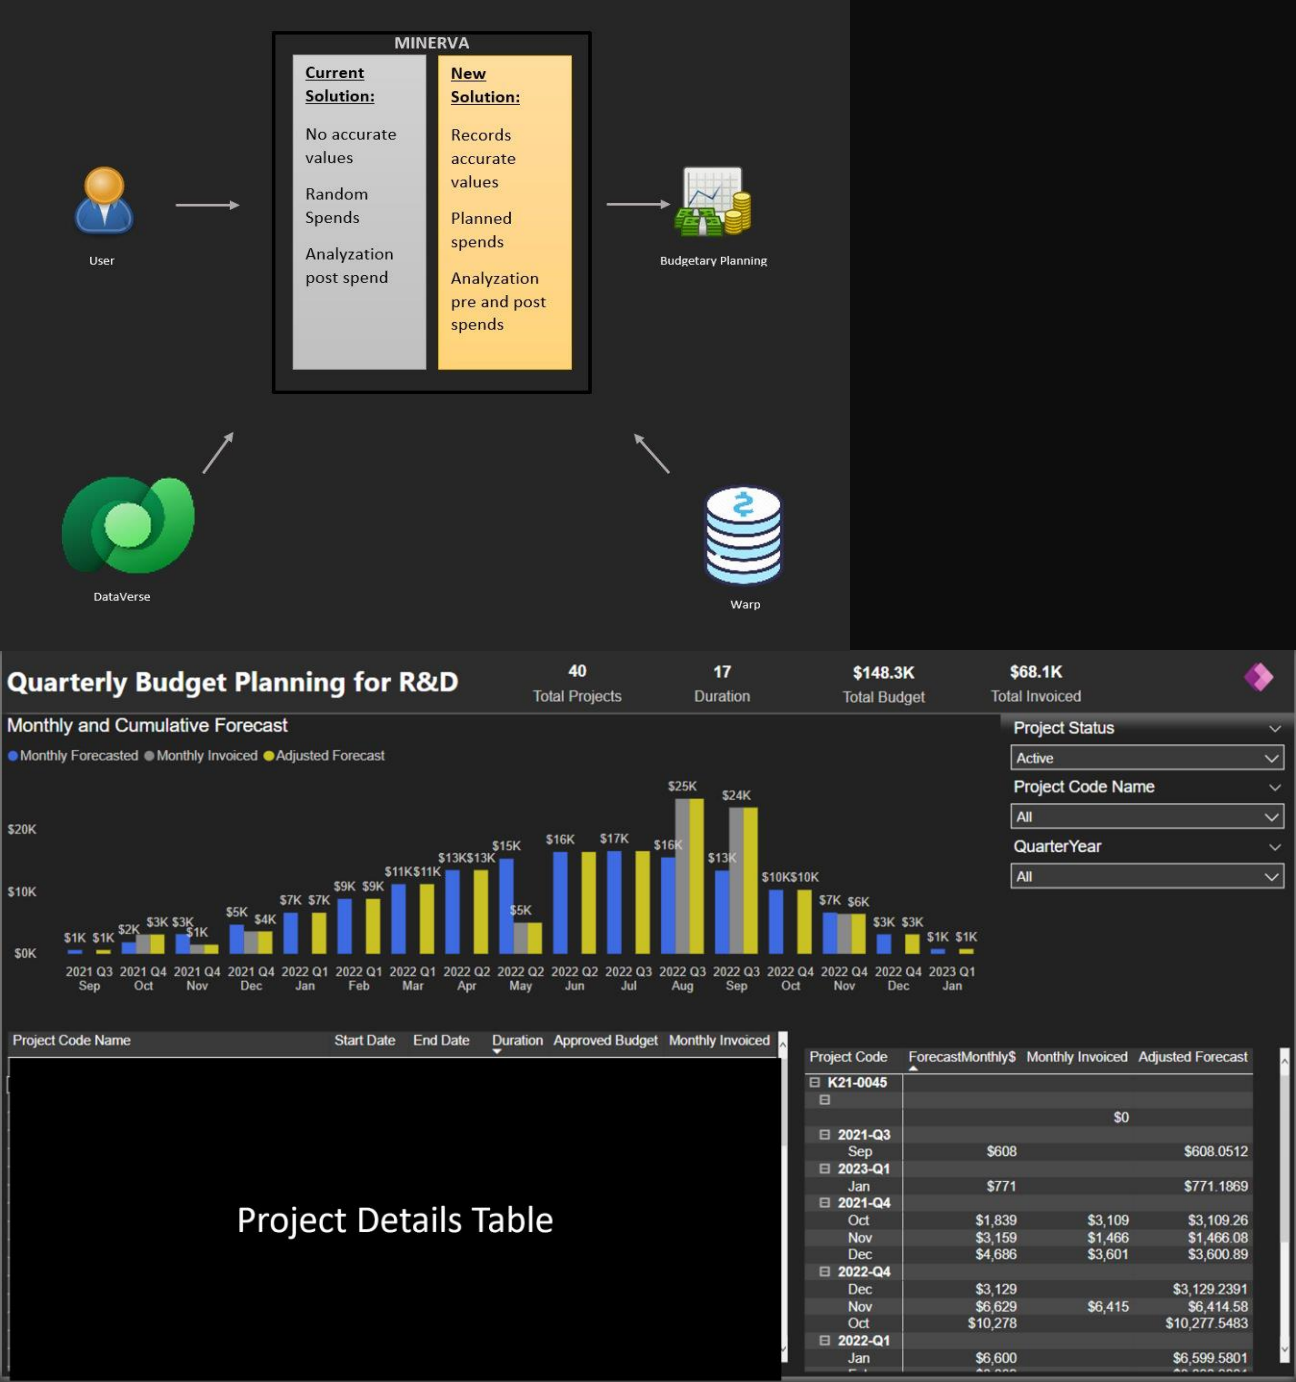 MINERVA
Current
Solution:
No accurate
values
Random
Spends
Analyzation
post spend
New
Solution:
Records
accurate
values
Planned
spends
Analyzation
pre and post
spends
User
Budgetary Planning
DataVerse
Warp
Quarterly Budget Planning for R&D
40
Total Projects
17
Duration
$148.3K
Total Budget
$68.1K
Total Invoiced
Monthly and Cumulative Forecast
Monthly Forecasted Monthly Invoiced Adjusted Forecast
Project Status
Active
Project Code Name
All
QuarterYear
All
$20K
$10K
$0K
$1K $1K $2K $3K $3K $1K $5K $4K $7K $7K $9K $9K $11K $11K $13K $13K $15K $5K $16K $17K $16K $25K $13K $24K $10K $10K $7K $6K $3K $3K $1K $1K
2021 Q3 2021 Q4 2021 Q4 2021 Q4 2022 Q1 2022 Q1 2022 Q1 2022 Q2 2022 Q2 2022 Q2 2022 Q3 2022 Q3 2022 Q3 2022 Q4 2022 Q4 2022 Q4 2023 Q1
Sep Oct Nov Dec Jan Feb Mar Apr May Jun Jul Aug Sep Oct Nov Dec Jan
Project Code Name Start Date End Date Duration Approved Budget Monthly Invoiced
Project Details Table
Project Code ForecastMonthly$ Monthly Invoiced Adjusted Forecast
K21-0045
$0
2021-Q3
Sep $608 $608.0512
2023-Q1
Jan $771 $771.1869
2021-Q4
Oct $1,839 $3,109 $3,109.26
Nov $3,159 $1,466 $1,466.08
Dec $4,686 $3,601 $3,600.89
2022-Q4
Dec $3,129 $3,129.2391
Nov $6,629 $6,415 $6,414.58
Oct $10,278 $10,277.5483
2022-Q1
Jan $6,600 $6,599.5801